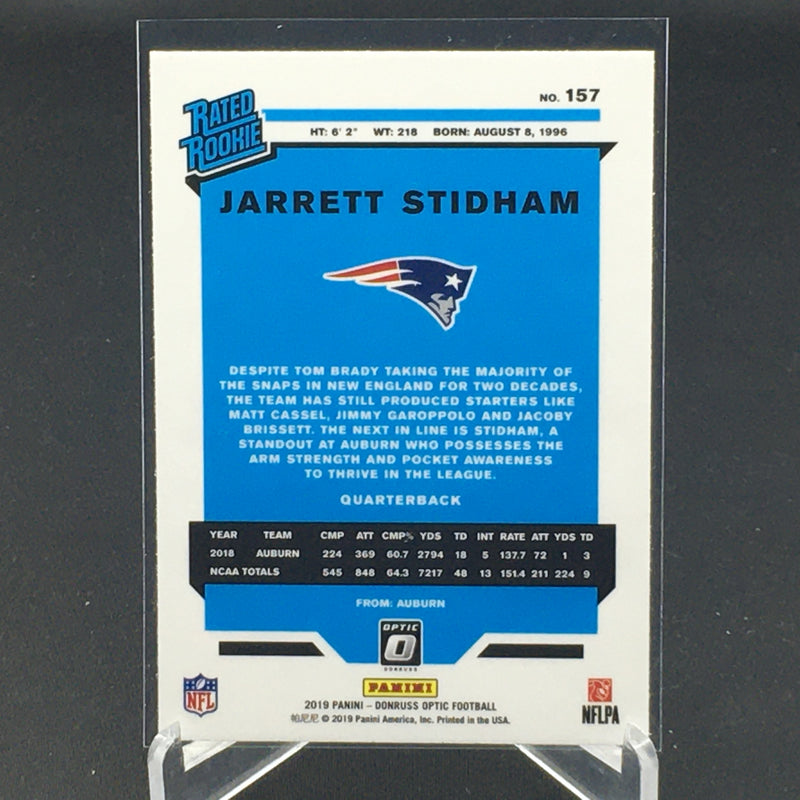 NO. 157
RATED
ROOKIE
HT: 6' 2" WT: 218 BORN: AUGUST 8, 1996
JARRETT STIDHAM
DESPITE TOM BRADY TAKING THE MAJORITY OF
THE SNAPS IN NEW ENGLAND FOR TWO DECADES,
THE TEAM HAS STILL PRODUCED STARTERS LIKE
MATT CASSEL, JIMMY GAROPPOLO AND JACOBY
BRISSETT. THE NEXT IN LINE IS STIDHAM, A
STANDOUT AT AUBURN WHO POSSESSES THE
ARM STRENGTH AND POCKET AWARENESS
TO THRIVE IN THE LEAGUE.
QUARTERBACK
YEAR TEAM CMP ATT CMP% YDS TD INT RATE ATT YDS TD
2018 AUBURN 224 369 60.7 2794 18 5 137.7 72 1 3
NCAA TOTALS 545 848 64.3 7217 48 13 151.4 211 224 9
FROM: AUBURN
OPTIC
DONRUSS
NFL
PANINI
NFLPA
2019 PANINI – DONRUSS OPTIC FOOTBALL
帕尼尼 © 2019 Panini America, Inc. Printed in the USA.